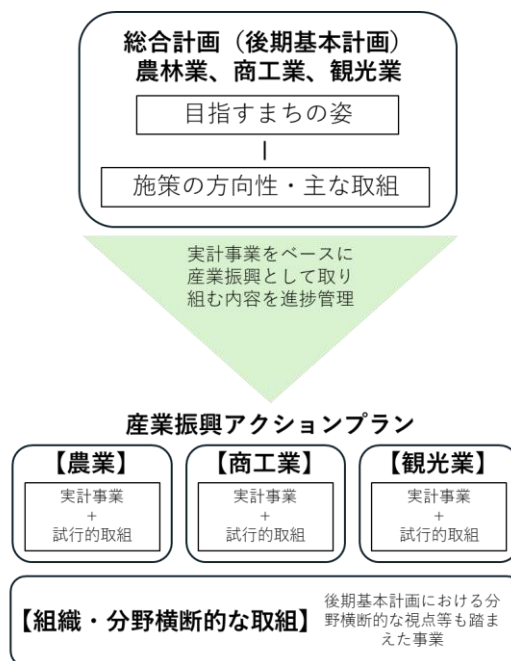 総合計画（後期基本計画）
農林業、商工業、観光業
目指すまちの姿
施策の方向性・主な取組
実計事業をベースに
産業振興として取り
組む内容を進捗管理
産業振興アクションプラン
【農業】
実計事業
+
試行的取組
【商工業】
実計事業
+
試行的取組
【観光業】
実計事業
+
試行的取組
【組織・分野横断的な取組】
後期基本計画における分
野横断的な視点等も踏ま
えた事業